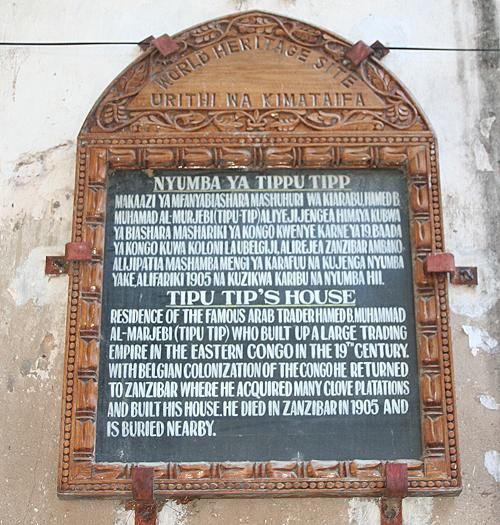 WORLD HERITAGE SITE
URITHI NA KIMATAIFA
NYUMBA YA TIPPU TIPP
MAKAAZI YA MFANYABIASHARA MASHUHURI WA KIARABU, HAMED B.
MUHAMAD AL-MURJEBI (TIPU TIP) ALIYEJIJENGEA HIMAYA KUBWA
YA BIASHARA MASHARIKI YA KONGO KWENYE KARNE YA 19. BAADA
YA KONGO KUWA KOLONI LA UBELGIJI, ALIREJEA ZANZIBAR AMBAKO
ALIJIPATIA MASHAMBA MENGI YA KARAFUU NA KUJENGA NYUMBA
YAKE, ALIFARIKI 1905 NA KUZIKWA KARIBU NA NYUMBA HII.
TIPU TIP'S HOUSE
RESIDENCE OF THE FAMOUS ARAB TRADER HAMED B. MUHAMMAD
AL-MARJEBI (TIPU TIP) WHO BUILT UP A LARGE TRADING
EMPIRE IN THE EASTERN CONGO IN THE 19TH CENTURY.
WITH BELGIAN COLONIZATION OF THE CONGO HE RETURNED
TO ZANZIBAR WHERE HE ACQUIRED MANY CLOVE PLATATIONS
AND BUILT HIS HOUSE. HE DIED IN ZANZIBAR IN 1905 AND
IS BURIED NEARBY.